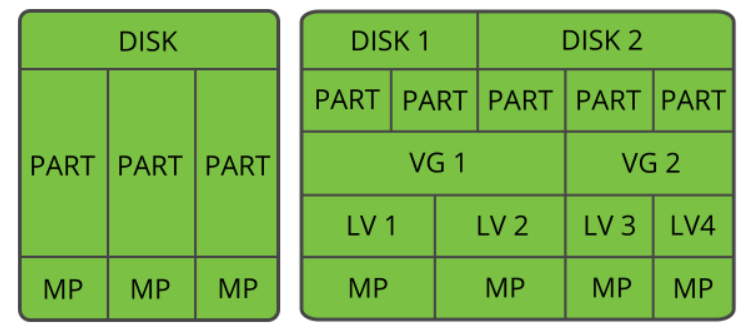 DISK
PART PART PART
MP MP MP
DISK 1 DISK 2
PART PART PART PART PART
VG 1 VG 2
LV 1 LV 2 LV 3 LV4
MP MP MP MP